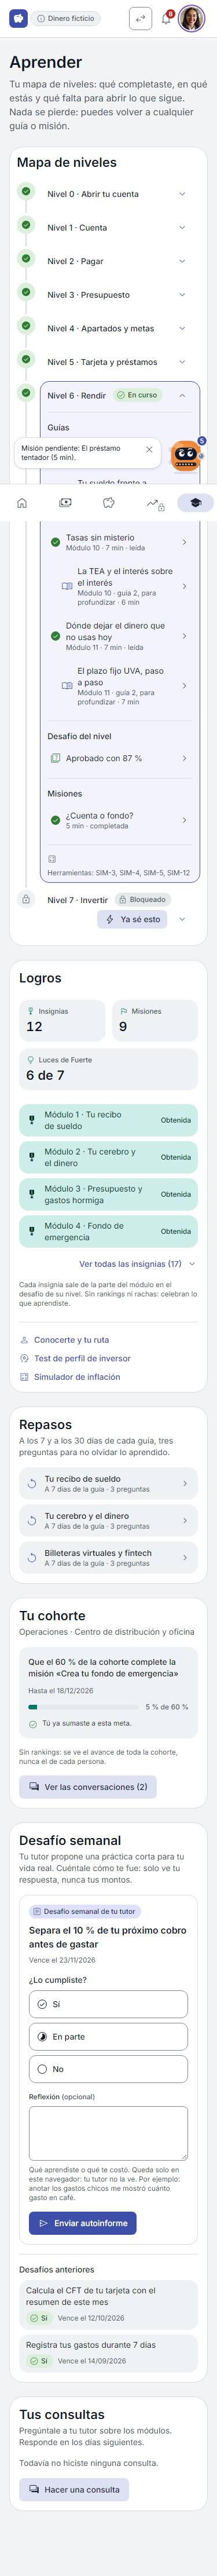 Dinero ficticio
8
Aprender
Tu mapa de niveles: qué completaste, en qué
estás y qué falta para abrir lo que sigue.
Nada se pierde: puedes volver a cualquier
guía o misión.
Mapa de niveles
Nivel 0 · Abrir tu cuenta
Nivel 1 · Cuenta
Nivel 2 · Pagar
Nivel 3 · Presupuesto
Nivel 4 · Apartados y metas
Nivel 5 · Tarjeta y préstamos
Nivel 6 · Rendir
En curso
Guías
Misión pendiente: El préstamo
tentador (5 min).
5
Tu sueldo frente a
Tasas sin misterio
Módulo 10 · 7 min · leída
La TEA y el interés sobre
el interés
Módulo 10 · guía 2, para
profundizar · 6 min
Dónde dejar el dinero que
no usas hoy
Módulo 11 · 7 min · leída
El plazo fijo UVA, paso
a paso
Módulo 11 · guía 2, para
profundizar · 7 min
Desafío del nivel
Aprobado con 87 %
Misiones
¿Cuenta o fondo?
5 min · completada
Herramientas: SIM-3, SIM-4, SIM-5, SIM-12
Nivel 7 · Invertir
Bloqueado
Ya sé esto
Logros
Insignias
12
Misiones
9
Luces de Fuerte
6 de 7
Módulo 1 · Tu recibo
de sueldo
Obtenida
Módulo 2 · Tu cerebro y
el dinero
Obtenida
Módulo 3 · Presupuesto y
gastos hormiga
Obtenida
Módulo 4 · Fondo de
emergencia
Obtenida
Ver todas las insignias (17)
Cada insignia sale de la parte del módulo en el
desafío de su nivel. Sin rankings ni rachas: celebran lo
que aprendiste.
Conocerte y tu ruta
Test de perfil de inversor
Simulador de inflación
Repasos
A los 7 y a los 30 días de cada guía, tres
preguntas para no olvidar lo aprendido.
Tu recibo de sueldo
A 7 días de la guía · 3 preguntas
Tu cerebro y el dinero
A 7 días de la guía · 3 preguntas
Billeteras virtuales y fintech
A 7 días de la guía · 3 preguntas
Tu cohorte
Operaciones · Centro de distribución y oficina
Que el 60 % de la cohorte complete la
misión «Crea tu fondo de emergencia»
Hasta el 18/12/2026
5 % de 60 %
Tú ya sumaste a esta meta.
Sin rankings: se ve el avance de toda la cohorte,
nunca el de cada persona.
Ver las conversaciones (2)
Desafío semanal
Tu tutor propone una práctica corta para tu
vida real. Cuéntale cómo te fue: solo ve tu
respuesta, nunca tus montos.
Desafío semanal de tu tutor
Separa el 10 % de tu próximo cobro
antes de gastar
Vence el 23/11/2026
¿Lo cumpliste?
Sí
En parte
No
Reflexión (opcional)
Qué aprendiste o qué te costó. Queda solo en
este navegador: tu tutor no la ve. Por ejemplo:
anotar los gastos chicos me mostró cuánto
gasto en café.
Enviar autoinforme
Desafíos anteriores
Calcula el CFT de tu tarjeta con el
resumen de este mes
Sí
Vence el 12/10/2026
Registra tus gastos durante 7 días
Sí
Vence el 14/09/2026
Tus consultas
Pregúntale a tu tutor sobre los módulos.
Responde en los días siguientes.
Todavía no hiciste ninguna consulta.
Hacer una consulta